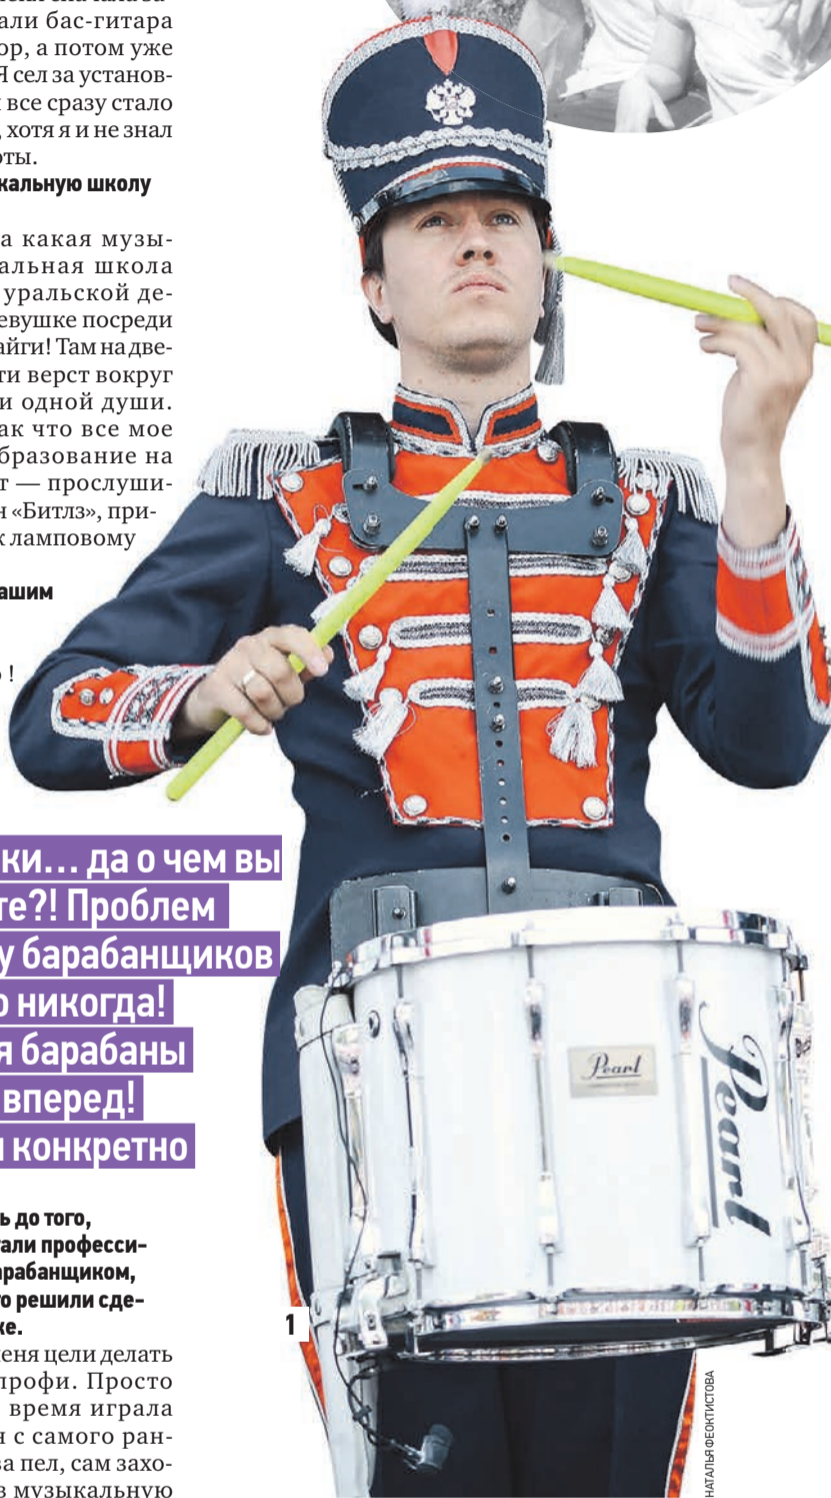 али бас-гитара
ор, а потом уже
Я сел за установ-
все сразу стало
, хотя я и не знал
оты.
кальную школу
а какая музы-
альная школа
уральской де-
евушке посреди
айги! Там на две-
ти верст вокруг
и одной души.
ак что все мое
бразование на
т — прослуши-
н «Битлз», при-
к ламповому
ашим
о !
ки... да о чем вы
те?! Проблем
у барабанщиков
о никогда!
я барабаны
вперед!
и конкретно
ь до того,
тали професси-
арабанщиком,
то решили сде-
ке.
меня цели делать
профи. Просто
время играла
я с самого ран-
ва пел, сам захо-
в музыкальную
1
Pearl
Pearl
НАТАЛЬЯ ФЕОКТИСТОВА